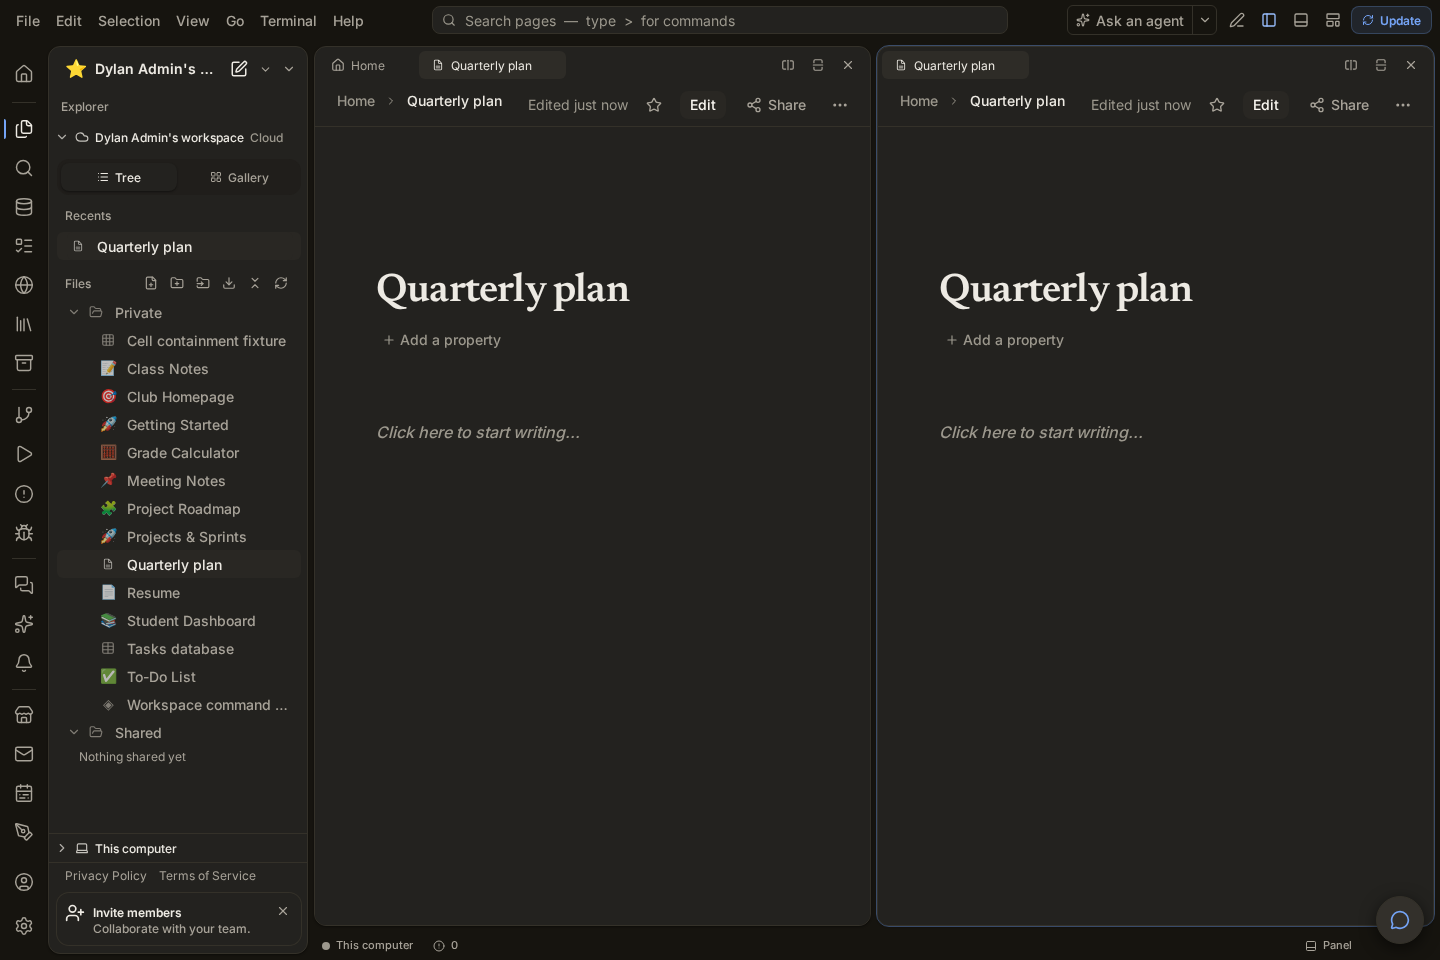 File Edit Selection View Go Terminal Help
Search pages — type > for commands
Ask an agent
Update
Dylan Admin's ...
Explorer
Dylan Admin's workspace Cloud
Tree Gallery
Recents
Quarterly plan
Files
Private
Cell containment fixture
Class Notes
Club Homepage
Getting Started
Grade Calculator
Meeting Notes
Project Roadmap
Projects & Sprints
Quarterly plan
Resume
Student Dashboard
Tasks database
To-Do List
Workspace command ...
Shared
Nothing shared yet
This computer
Privacy Policy Terms of Service
Invite members
Collaborate with your team.
Home Quarterly plan
Home > Quarterly plan Edited just now Edit Share
Quarterly plan
+ Add a property
Click here to start writing...
Quarterly plan
Home > Quarterly plan Edited just now Edit Share
Quarterly plan
+ Add a property
Click here to start writing...
This computer 0
Panel